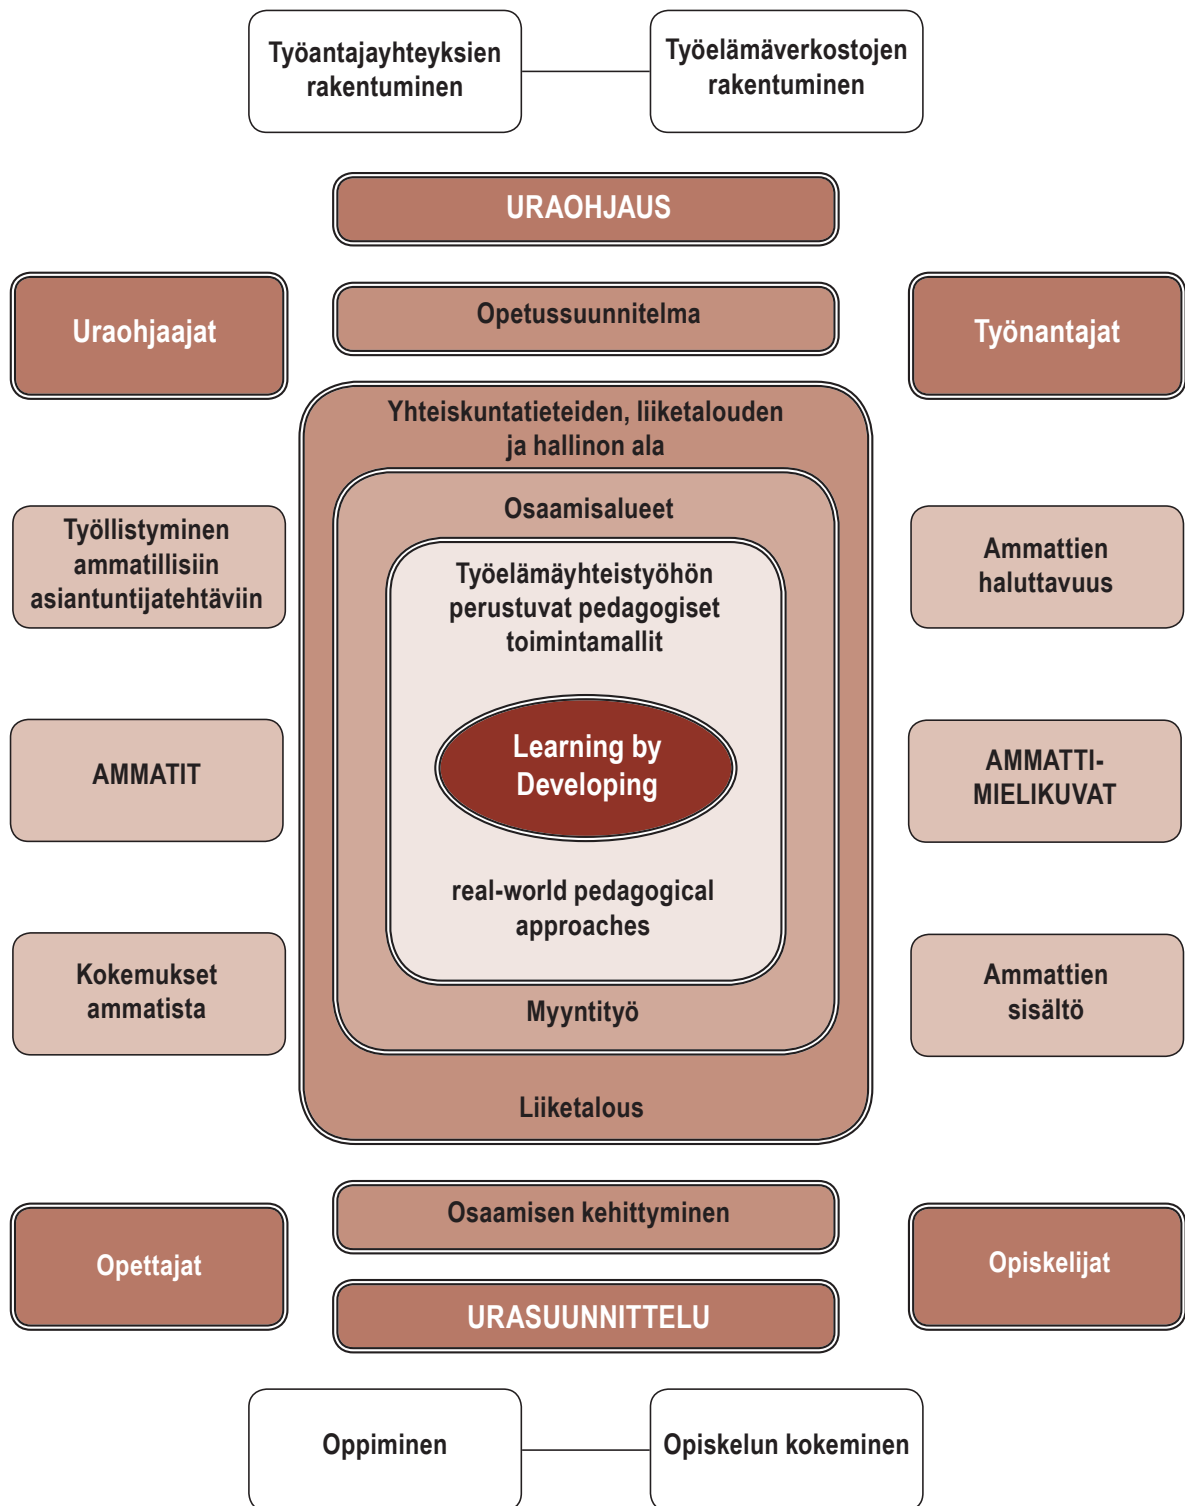 Työantajayhteyksien
rakentuminen
Työelämäverkostojen
rakentuminen
URAOHJAUS
Uraohjaajat
Opetussuunnitelma
Työnantajat
Yhteiskuntatieteiden, liiketalouden
ja hallinon ala
Työllistyminen
ammatillisiin
asiantuntijatehtäviin
Osaamisalueet
Ammattien
haluttavuus
Työelämäyhteistyöhön
perustuvat pedagogiset
toimintamallit
AMMATIT
Learning by
Developing
AMMATTI-
MIELIKUVAT
real-world pedagogical
approaches
Kokemukset
ammatista
Ammattien
sisältö
Myyntityö
Liiketalous
Osaamisen kehittyminen
Opettajat
Opiskelijat
URASUUNNITTELU
Oppiminen
Opiskelun kokeminen